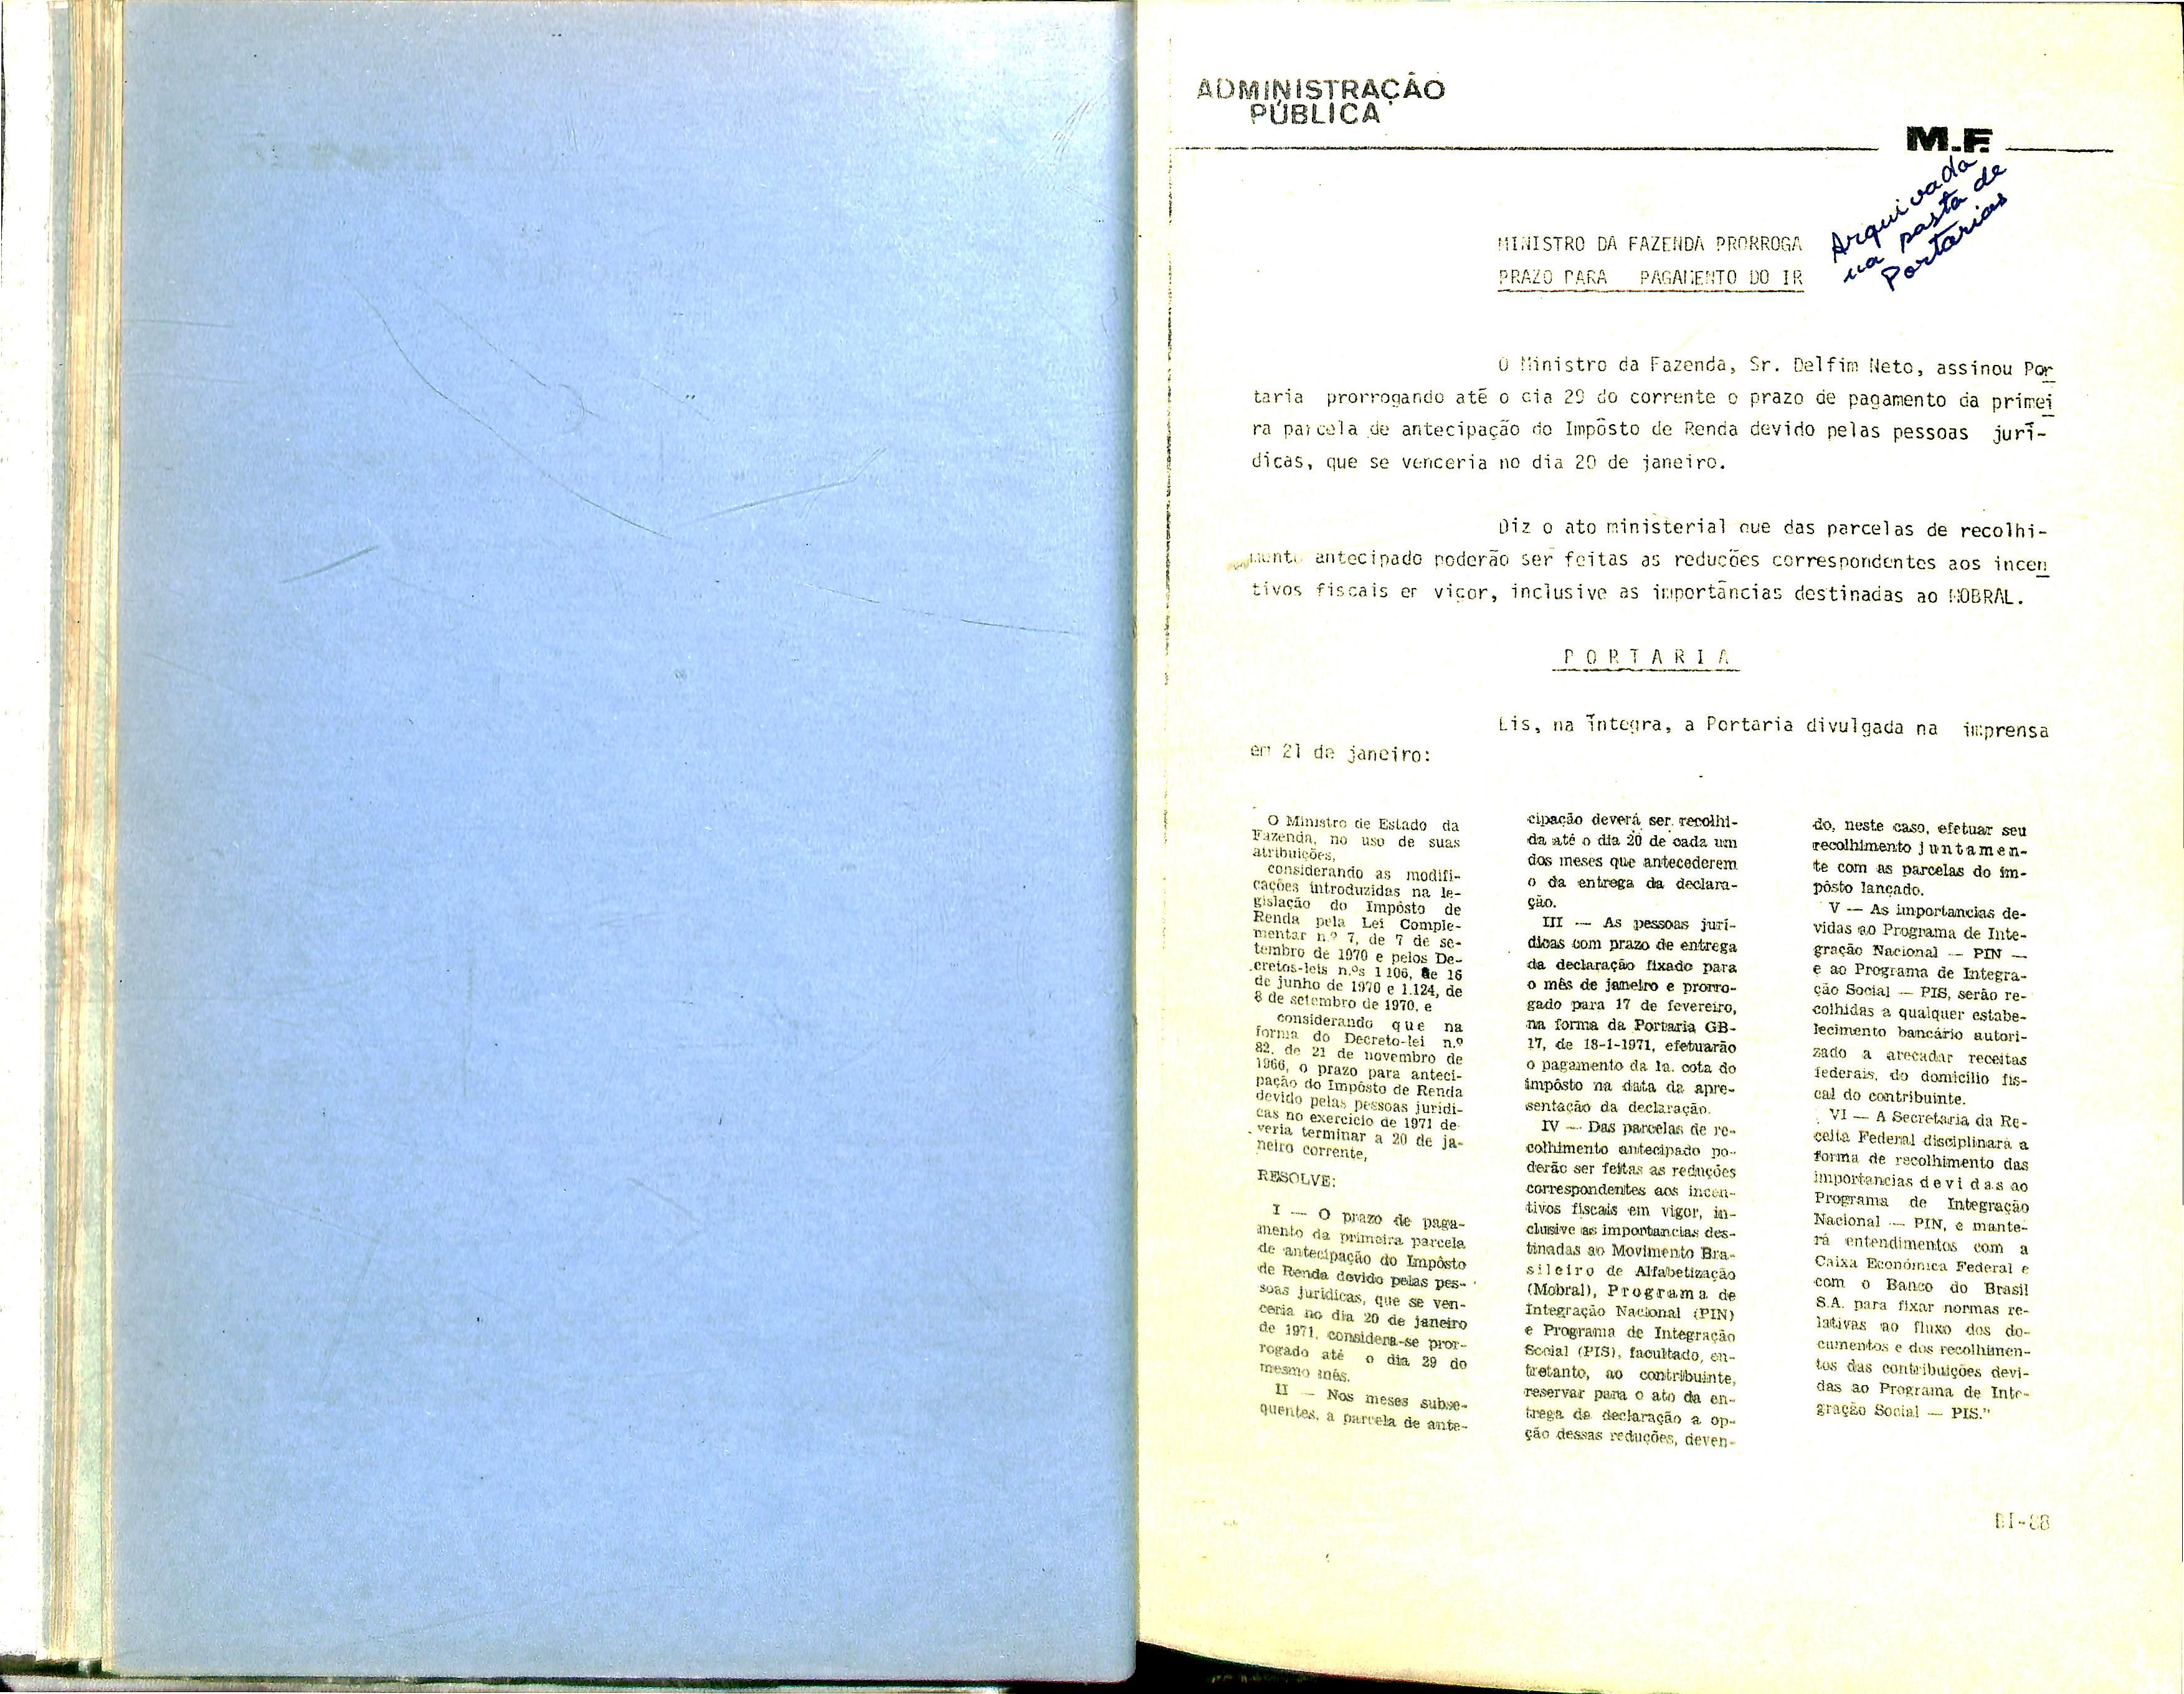 ADMINISTRAÇÃO
PÚBLICA
M.F.
Arquivada
na pasta de
Portarias
MINISTRO DA FAZENDA PRORROGA
PRAZO PARA PAGAMENTO DO IR
O Ministro da Fazenda, Sr. Delfim Neto, assinou Por
taria prorrogando até o dia 29 do corrente o prazo de pagamento da primei
ra parcela de antecipação do Impôsto de Renda devido pelas pessoas jurí-
dicas, que se venceria no dia 20 de janeiro.
Diz o ato ministerial que das parcelas de recolhi-
mento antecipado poderão ser feitas as reduções correspondentes aos incen
tivos fiscais em vigor, inclusive as importâncias destinadas ao MOBRAL.
PORTARIA
Eis, na íntegra, a Portaria divulgada na imprensa
em 21 de janeiro:
O Ministro de Estado da
Fazenda, no uso de suas
atribuições,
considerando as modifi-
cações introduzidas na le-
gislação do Impôsto de
Renda pela Lei Comple-
mentar n.º 7, de 7 de se-
tembro de 1970 e pelos De-
cretos-leis n.ºs 1 106, de 16
de junho de 1970 e 1.124, de
8 de setembro de 1970, e
considerando que na
forma do Decreto-lei n.º
82, de 21 de novembro de
1966, o prazo para anteci-
pação do Impôsto de Renda
devido pelas pessoas jurídi-
cas no exercício de 1971 de-
veria terminar a 20 de ja-
neiro corrente,
RESOLVE:
I — O prazo de paga-
mento da primeira parcela
de antecipação do Impôsto
de Renda devido pelas pes-
soas jurídicas, que se ven-
ceria no dia 20 de janeiro
de 1971, considera-se pror-
rogado até o dia 29 do
mesmo mês.
II — Nos meses subse-
quentes, a parcela de ante-
cipação deverá ser recolhi-
da até o dia 20 de cada um
dos meses que antecederem
o da entrega da declara-
ção.
III — As pessoas jurí-
dicas com prazo de entrega
da declaração fixado para
o mês de janeiro e prorro-
gado para 17 de fevereiro,
na forma da Portaria GB-
17, de 18-1-1971, efetuarão
o pagamento da 1a. cota do
impôsto na data da apre-
sentação da declaração.
IV — Das parcelas de re-
colhimento antecipado po-
derão ser feitas as reduções
correspondentes aos incen-
tivos fiscais em vigor, in-
clusive as importancias des-
tinadas ao Movimento Bra-
sileiro de Alfabetização
(Mobral), Programa de
Integração Nacional (PIN)
e Programa de Integração
Social (PIS), facultado, en-
tretanto, ao contribuinte,
reservar para o ato da en-
trega da declaração a op-
ção dessas reduções, deven-
do, neste caso, efetuar seu
recolhimento juntamen-
te com as parcelas do im-
pôsto lançado.
V — As importancias de-
vidas ao Programa de Inte-
gração Nacional — PIN —
e ao Programa de Integra-
ção Social — PIS, serão re-
colhidas a qualquer estabe-
lecimento bancário autori-
zado a arecadar receitas
federais, do domicílio fis-
cal do contribuinte.
VI — A Secretaria da Re-
ceita Federal disciplinará a
forma de recolhimento das
importancias devidas ao
Programa de Integração
Nacional — PIN, e mante-
rá entendimentos com a
Caixa Econômica Federal e
com o Banco do Brasil
S.A. para fixar normas re-
lativas ao fluxo dos do-
cumentos e dos recolhimen-
tos das contribuições devi-
das ao Programa de Inte-
gração Social — PIS."